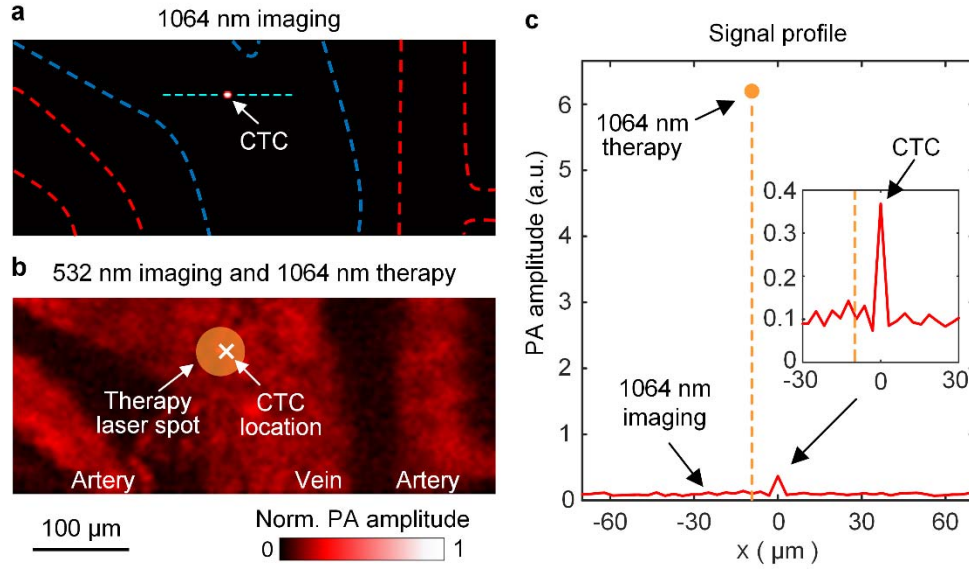 a
1064 nm imaging
CTC
b
532 nm imaging and 1064 nm therapy
Therapy
laser spot
CTC
location
Artery
Vein
Artery
100 µm
Norm. PA amplitude
0
1
c
Signal profile
PA amplitude (a.u.)
6
5
4
3
2
1
0
1064 nm
therapy
CTC
0.4
0.3
0.2
0.1
0
-30
0
30
1064 nm
imaging
-60
-30
0
30
60
x ( µm)